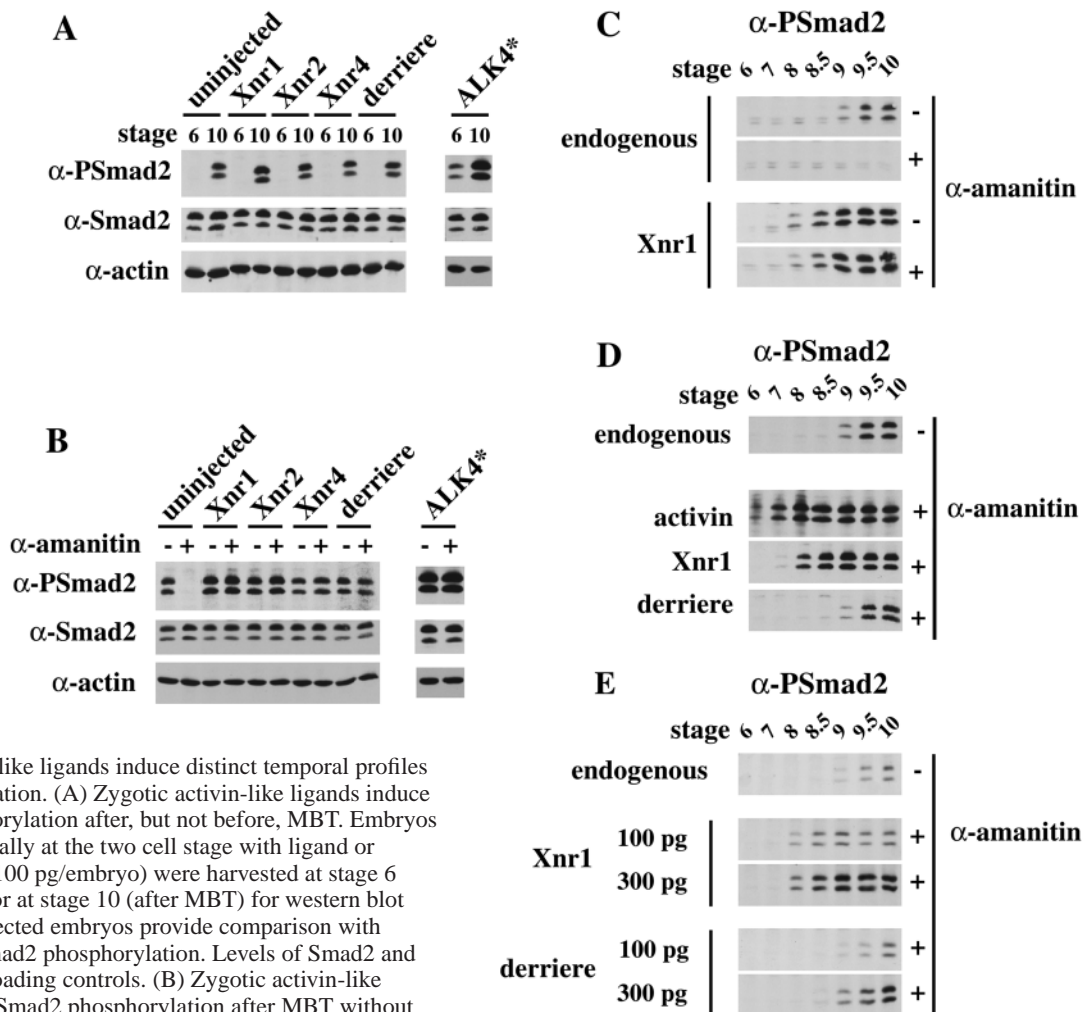 A
uninjected Xnr1 Xnr2 Xnr4 derriere ALK4*
stage 6 10 6 10 6 10 6 10 6 10 6 10
α-PSmad2
α-Smad2
α-actin
B
uninjected Xnr1 Xnr2 Xnr4 derriere ALK4*
α-amanitin - + - + - + - + - + - +
α-PSmad2
α-Smad2
α-actin
like ligands induce distinct temporal profiles
ation. (A) Zygotic activin-like ligands induce
orylation after, but not before, MBT. Embryos
ally at the two cell stage with ligand or
100 pg/embryo) were harvested at stage 6
or at stage 10 (after MBT) for western blot
ected embryos provide comparison with
mad2 phosphorylation. Levels of Smad2 and
oading controls. (B) Zygotic activin-like
Smad2 phosphorylation after MBT without
C
α-PSmad2
stage 6 7 8 8.5 9 9.5 10
endogenous - +
Xnr1 - +
α-amanitin
D
α-PSmad2
stage 6 7 8 8.5 9 9.5 10
endogenous -
activin +
Xnr1 +
derriere +
α-amanitin
E
α-PSmad2
stage 6 7 8 8.5 9 9.5 10
endogenous -
Xnr1
100 pg +
300 pg +
derriere
100 pg +
300 pg +
α-amanitin